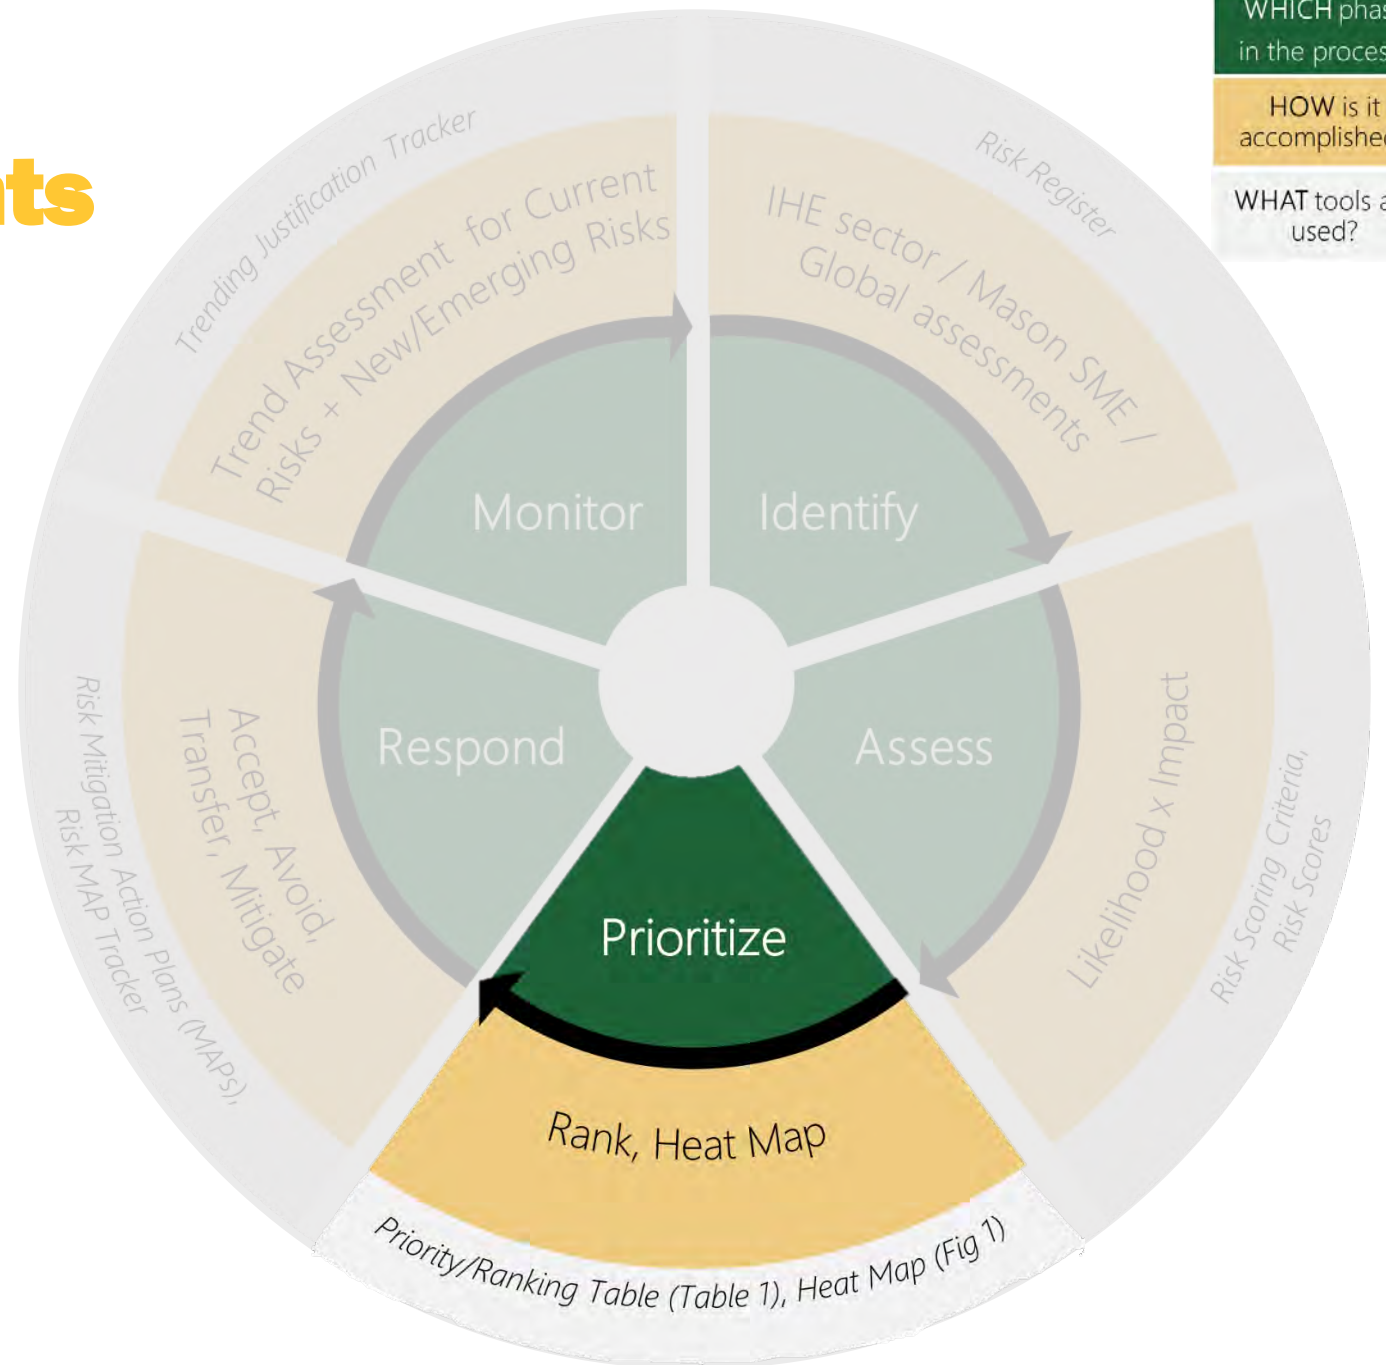 WHICH
in the
HOW is it
WHAT tools
used?
Trending Justification Tracker
Trend Assessment for Current
Risks + New/Emerging Risks
Monitor
Risk Register
IHE sector / Mason SME /
Global assessments
Identify
Risk Mitigation Action Plans (MAPs),
Risk MAP Tracker
Accept, Avoid,
Transfer, Mitigate
Respond
Assess
Likelihood x Impact
Risk Scoring Criteria,
Risk Scores
Prioritize
Rank, Heat Map
Priority/Ranking Table (Table 1), Heat Map (Fig 1)